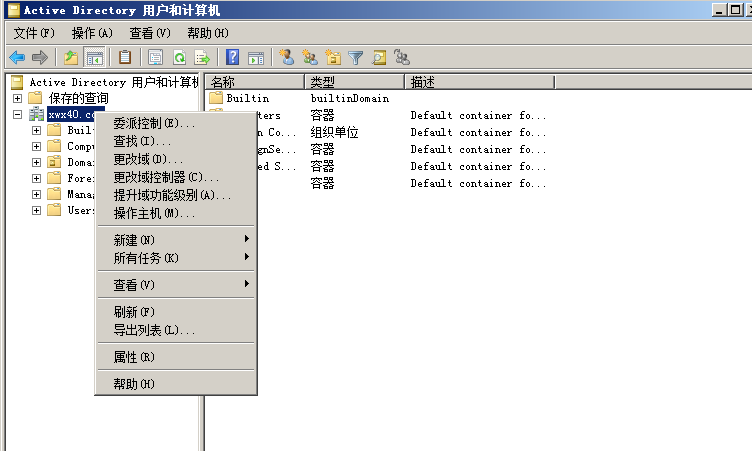 Active Directory 用户和计算机
文件(F) 操作(A) 查看(V) 帮助(H)
Active Directory 用户和计算机
保存的查询
xwx40.co
Buil
Compu
Doma
Fore
Mana
Users
名称 类型 描述
Builtin builtinDomain
ters 容器 Default container fo...
n Co... 组织单位 Default container fo...
gnSe... 容器 Default container fo...
ed S... 容器 Default container fo...
容器 Default container fo...
委派控制(E)...
查找(I)...
更改域(D)...
更改域控制器(C)...
提升域功能级别(A)...
操作主机(M)...
新建(N)
所有任务(K)
查看(V)
刷新(F)
导出列表(L)...
属性(R)
帮助(H)